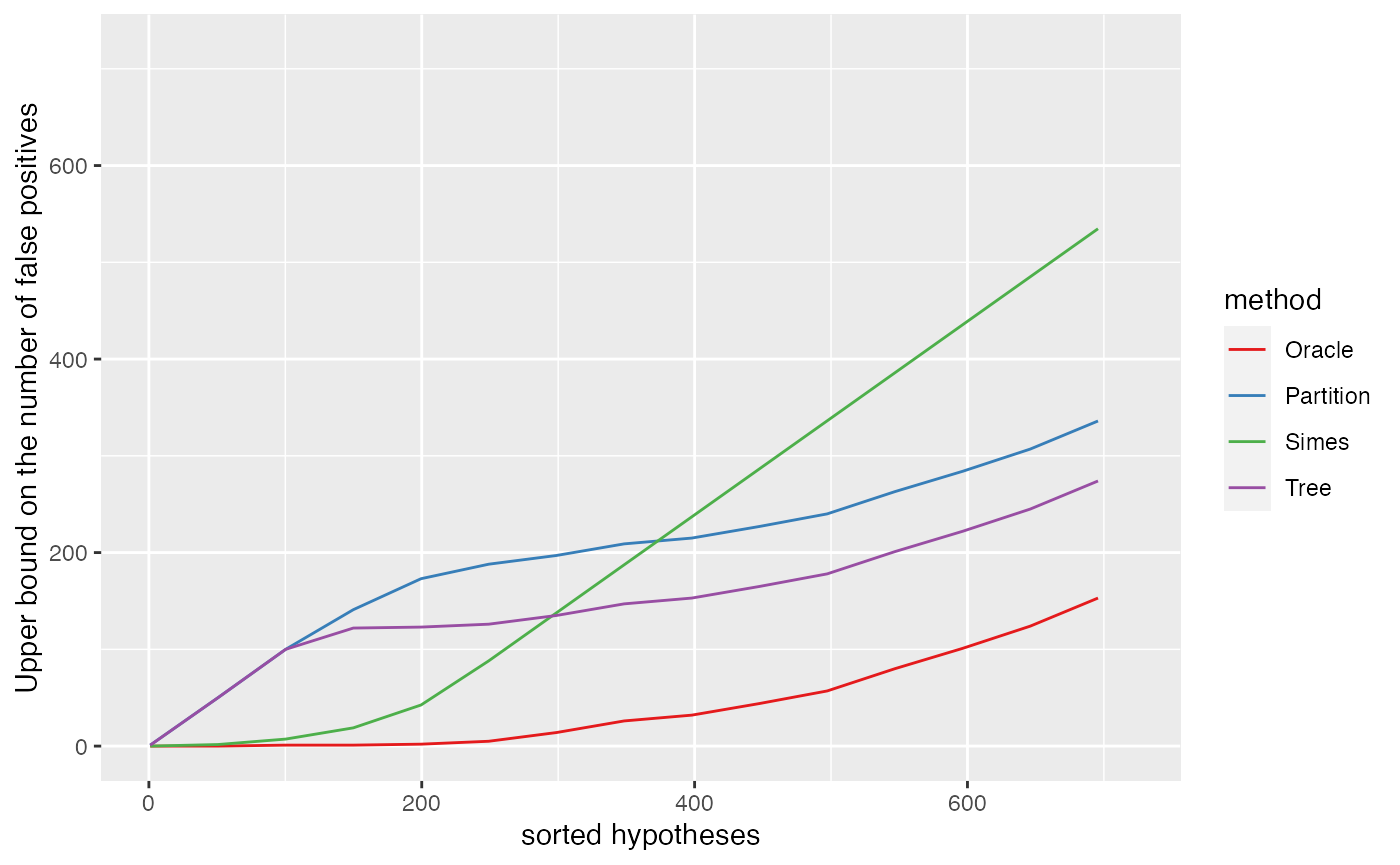 Upper bound on the number of false positives
600
400
200
0
0
200
400
600
sorted hypotheses
method
Oracle
Partition
Simes
Tree